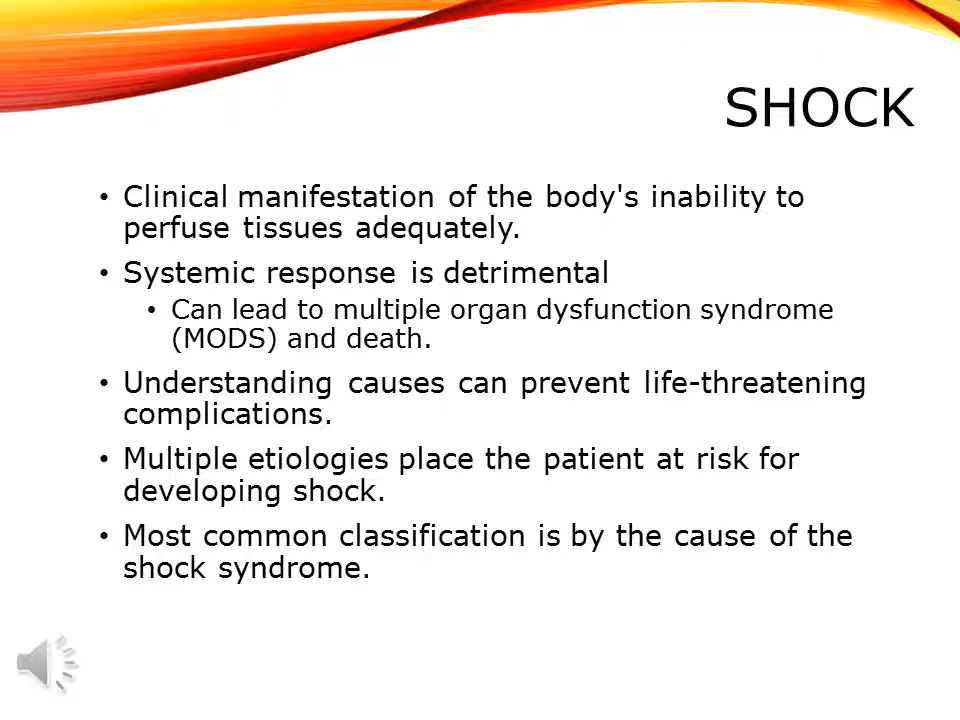 SHOCK
• Clinical manifestation of the body's inability to
perfuse tissues adequately.
• Systemic response is detrimental
• Can lead to multiple organ dysfunction syndrome
(MODS) and death.
• Understanding causes can prevent life-threatening
complications.
• Multiple etiologies place the patient at risk for
developing shock.
• Most common classification is by the cause of the
shock syndrome.